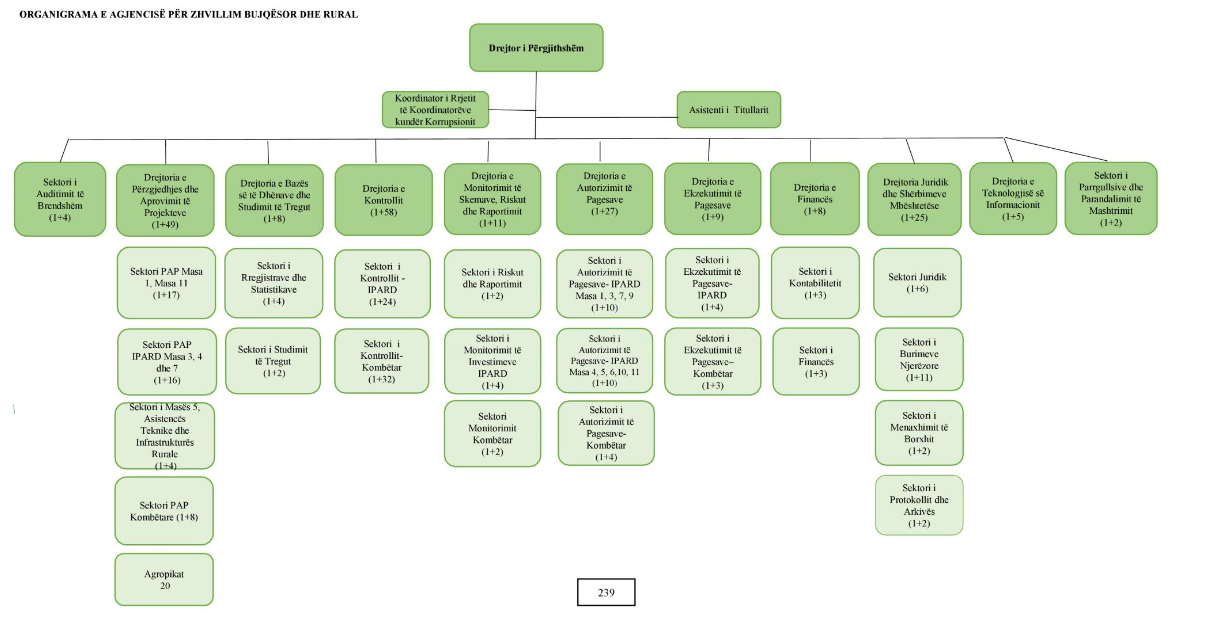 ORGANIGRAMA E AGJENCISË PËR ZHVILLIM BUJQËSOR DHE RURAL
Drejtor i Përgjithshëm
Koordinator i Rrjetit
të Koordinatorëve
kundër Korrupsionit
Asistenti i Titullarit
Sektori i
Auditimit të
Brendshëm
(1+4)
Drejtoria e
Përzgjedhjes dhe
Aprovimit të
Projekteve
(1+49)
Drejtoria e Bazës
së të Dhënave dhe
Studimit të Tregut
(1+8)
Drejtoria e
Kontrollit
(1+58)
Drejtoria e
Monitorimit të
Skemave, Riskut
dhe Raportimit
(1+11)
Drejtoria e
Autorizimit të
Pagesave
(1+27)
Drejtoria e
Ekzekutimit të
Pagesave
(1+9)
Drejtoria e
Financës
(1+8)
Drejtoria Juridik
dhe Shërbimeve
Mbështetëse
(1+25)
Drejtoria e
Teknologjisë së
Informacionit
(1+5)
Sektori i
Parrgullsive dhe
Parandalimit të
Mashtrimit
(1+2)
Sektori PAP Masa
1, Masa 11
(1+17)
Sektori i
Rregjistrave dhe
Statistikave
(1+4)
Sektori i
Kontrollit -
IPARD
(1+24)
Sektori i Riskut
dhe Raportimit
(1+2)
Sektori i
Autorizimit të
Pagesave- IPARD
Masa 1, 3, 7, 9
(1+10)
Sektori i
Ekzekutimit të
Pagesave-
IPARD
(1+4)
Sektori i
Kontabilitetit
(1+3)
Sektori Juridik
(1+6)
Sektori PAP
IPARD Masa 3, 4
dhe 7
(1+16)
Sektori i Studimit
të Tregut
(1+2)
Sektori i
Kontrollit-
Kombëtar
(1+32)
Sektori i
Monitorimit të
Investimeve
IPARD
(1+4)
Sektori i
Autorizimit të
Pagesave- IPARD
Masa 4, 5, 6,10, 11
(1+10)
Sektori i
Ekzekutimit të
Pagesave–
Kombëtar
(1+3)
Sektori i
Financës
(1+3)
Sektori i
Burimeve
Njerëzore
(1+11)
Sektori i Masës 5,
Asistencës
Teknike dhe
Infrastrukturës
Rurale
(1+4)
Sektori
Monitorimit
Kombëtar
(1+2)
Sektori i
Autorizimit të
Pagesave-
Kombëtar
(1+4)
Sektori i
Menaxhimit të
Borxhit
(1+2)
Sektori PAP
Kombëtare (1+8)
Sektori i
Protokollit dhe
Arkivës
(1+2)
Agropikat
20
239